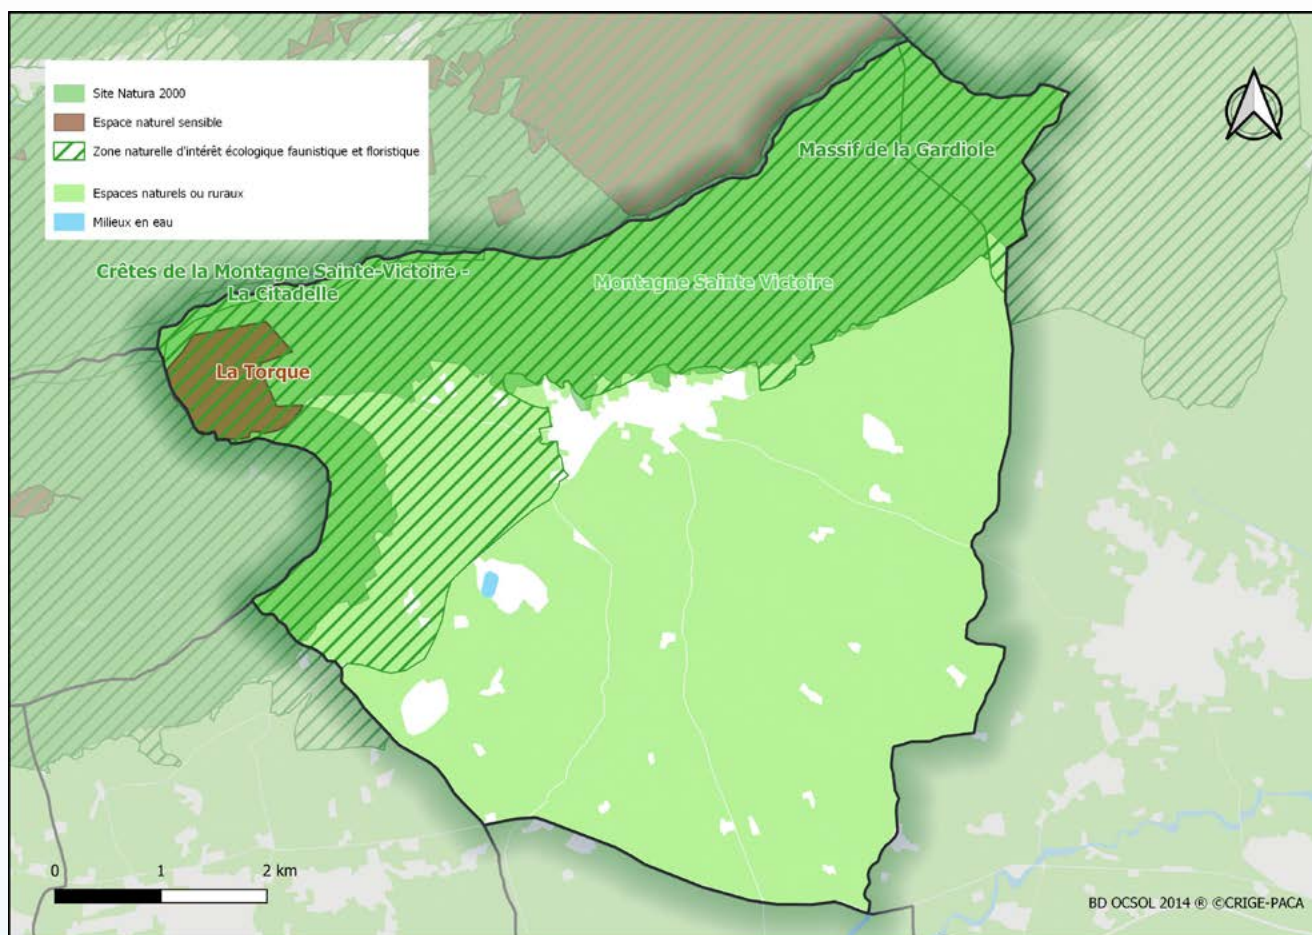 Site Natura 2000
Espace naturel sensible
Zone naturelle d'intérêt écologique faunistique et floristique
Espaces naturels ou ruraux
Milieux en eau
Massif de la Gardiole
Crêtes de la Montagne Sainte-Victoire -
La Citadelle
Montagne Sainte Victoire
La Torque
0 1 2 km
BD OCSOL 2014 ® ©CRIGE-PACA